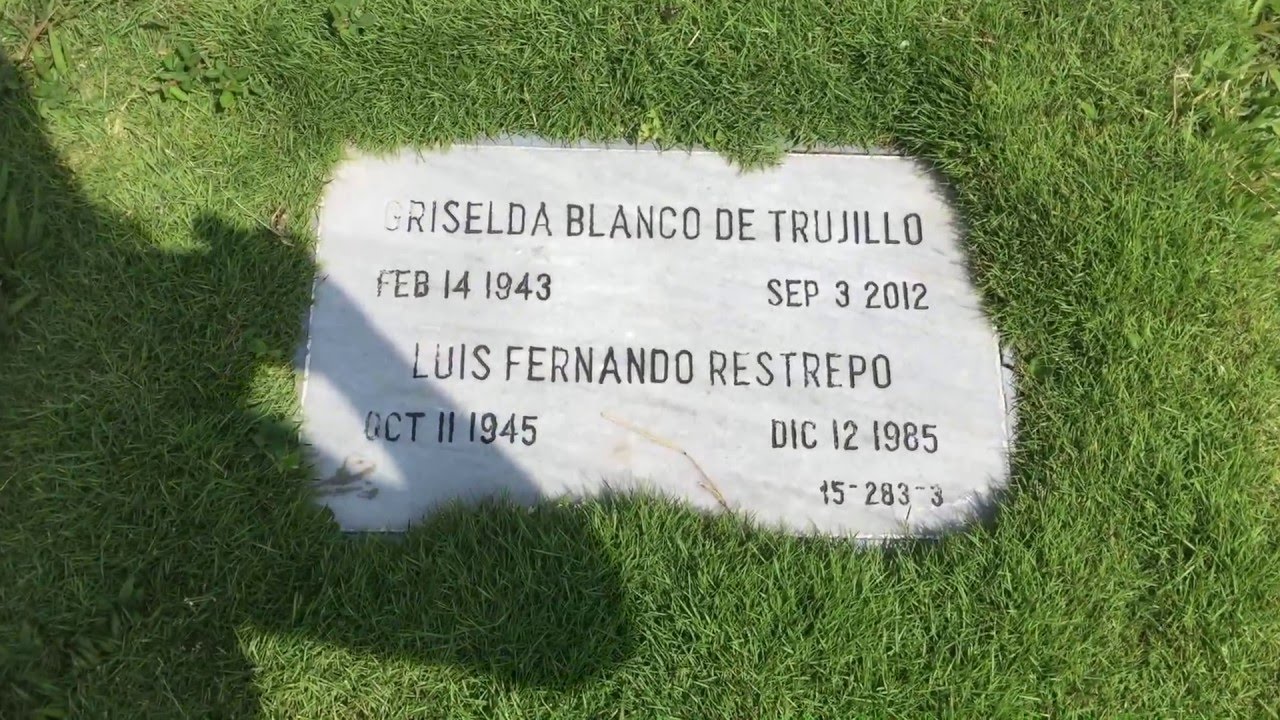 GRISELDA BLANCO DE TRUJILLO
FEB 14 1943 SEP 3 2012
LUIS FERNANDO RESTREPO
OCT 11 1945 DIC 12 1985
15-283-3